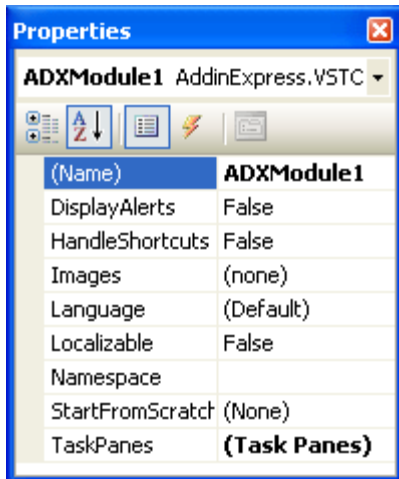 Properties
ADXModule1 AddinExpress.VSTO
(Name) ADXModule1
DisplayAlerts False
HandleShortcuts False
Images (none)
Language (Default)
Localizable False
Namespace
StartFromScratch (None)
TaskPanes (Task Panes)